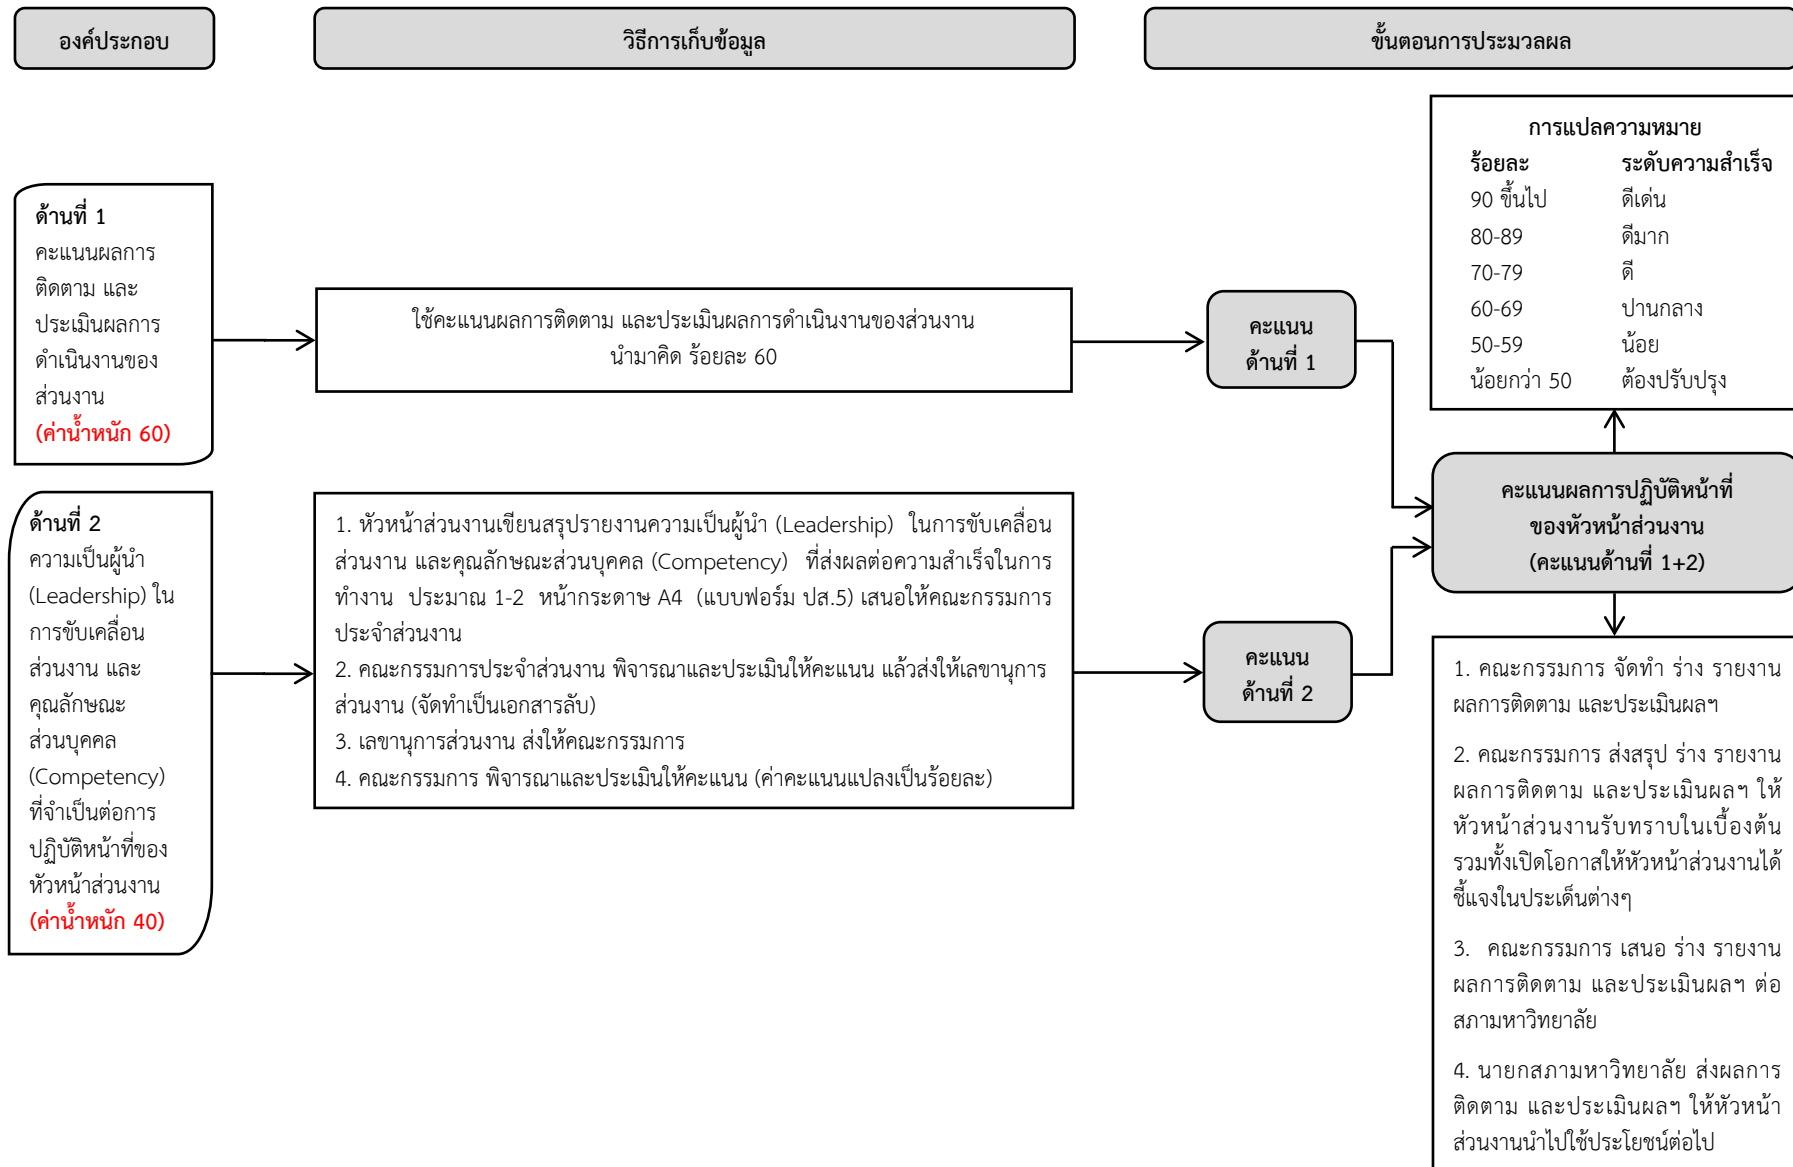 องค์ประกอบ
วิธีการเก็บข้อมูล
ขั้นตอนการประมวลผล
ด้านที่ 1
คะแนนผลการ
ติดตาม และ
ประเมินผลการ
ดำเนินงานของ
ส่วนงาน
(ค่าน้ำหนัก 60)
ใช้คะแนนผลการติดตาม และประเมินผลการดำเนินงานของส่วนงาน
นำมาคิด ร้อยละ 60
คะแนน
ด้านที่ 1
การแปลความหมาย
ร้อยละ ระดับความสำเร็จ
90 ขึ้นไป ดีเด่น
80-89 ดีมาก
70-79 ดี
60-69 ปานกลาง
50-59 น้อย
น้อยกว่า 50 ต้องปรับปรุง
ด้านที่ 2
ความเป็นผู้นำ
(Leadership) ใน
การขับเคลื่อน
ส่วนงาน และ
คุณลักษณะ
ส่วนบุคคล
(Competency)
ที่จำเป็นต่อการ
ปฏิบัติหน้าที่ของ
หัวหน้าส่วนงาน
(ค่าน้ำหนัก 40)
1. หัวหน้าส่วนงานเขียนสรุปรายงานความเป็นผู้นำ (Leadership) ในการขับเคลื่อน
ส่วนงาน และคุณลักษณะส่วนบุคคล (Competency) ที่ส่งผลต่อความสำเร็จในการ
ทำงาน ประมาณ 1-2 หน้ากระดาษ A4 (แบบฟอร์ม ปส.5) เสนอให้คณะกรรมการ
ประจำส่วนงาน
2. คณะกรรมการประจำส่วนงาน พิจารณาและประเมินให้คะแนน แล้วส่งให้เลขานุการ
ส่วนงาน (จัดทำเป็นเอกสารลับ)
3. เลขานุการส่วนงาน ส่งให้คณะกรรมการ
4. คณะกรรมการ พิจารณาและประเมินให้คะแนน (ค่าคะแนนแปลงเป็นร้อยละ)
คะแนน
ด้านที่ 2
คะแนนผลการปฏิบัติหน้าที่
ของหัวหน้าส่วนงาน
(คะแนนด้านที่ 1+2)
1. คณะกรรมการ จัดทำ ร่าง รายงาน
ผลการติดตาม และประเมินผลฯ
2. คณะกรรมการ ส่งสรุป ร่าง รายงาน
ผลการติดตาม และประเมินผลฯ ให้
หัวหน้าส่วนงานรับทราบในเบื้องต้น
รวมทั้งเปิดโอกาสให้หัวหน้าส่วนงานได้
ชี้แจงในประเด็นต่างๆ
3. คณะกรรมการ เสนอ ร่าง รายงาน
ผลการติดตาม และประเมินผลฯ ต่อ
สภามหาวิทยาลัย
4. นายกสภามหาวิทยาลัย ส่งผลการ
ติดตาม และประเมินผลฯ ให้หัวหน้า
ส่วนงานนำไปใช้ประโยชน์ต่อไป